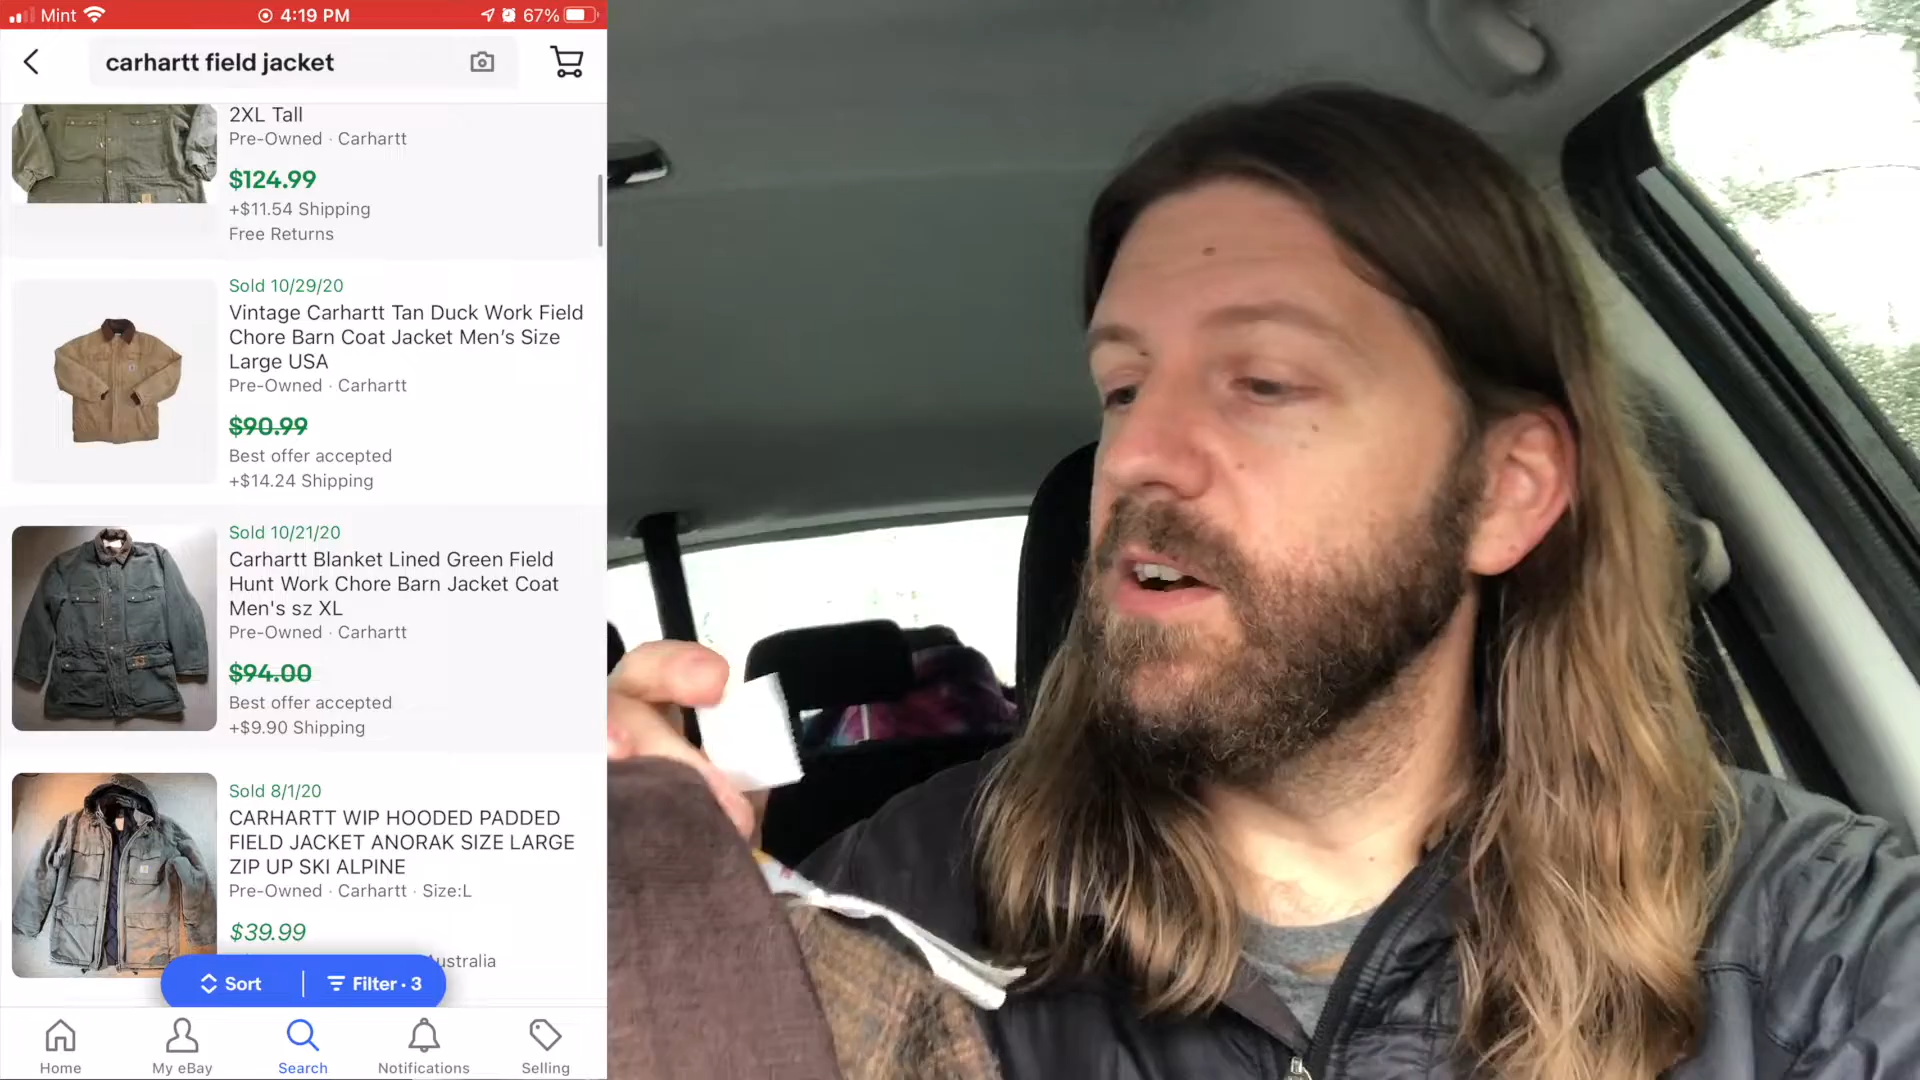 Mint 4:19 PM 67%
carhartt field jacket
2XL Tall
Pre-Owned · Carhartt
$124.99
+$11.54 Shipping
Free Returns
Sold 10/29/20
Vintage Carhartt Tan Duck Work Field
Chore Barn Coat Jacket Men's Size
Large USA
Pre-Owned · Carhartt
$90.99
Best offer accepted
+$14.24 Shipping
Sold 10/21/20
Carhartt Blanket Lined Green Field
Hunt Work Chore Barn Jacket Coat
Men's sz XL
Pre-Owned · Carhartt
$94.00
Best offer accepted
+$9.90 Shipping
Sold 8/1/20
CARHARTT WIP HOODED PADDED
FIELD JACKET ANORAK SIZE LARGE
ZIP UP SKI ALPINE
Pre-Owned · Carhartt · Size:L
$39.99
ustralia
Sort Filter · 3
Home My eBay Search Notifications Selling